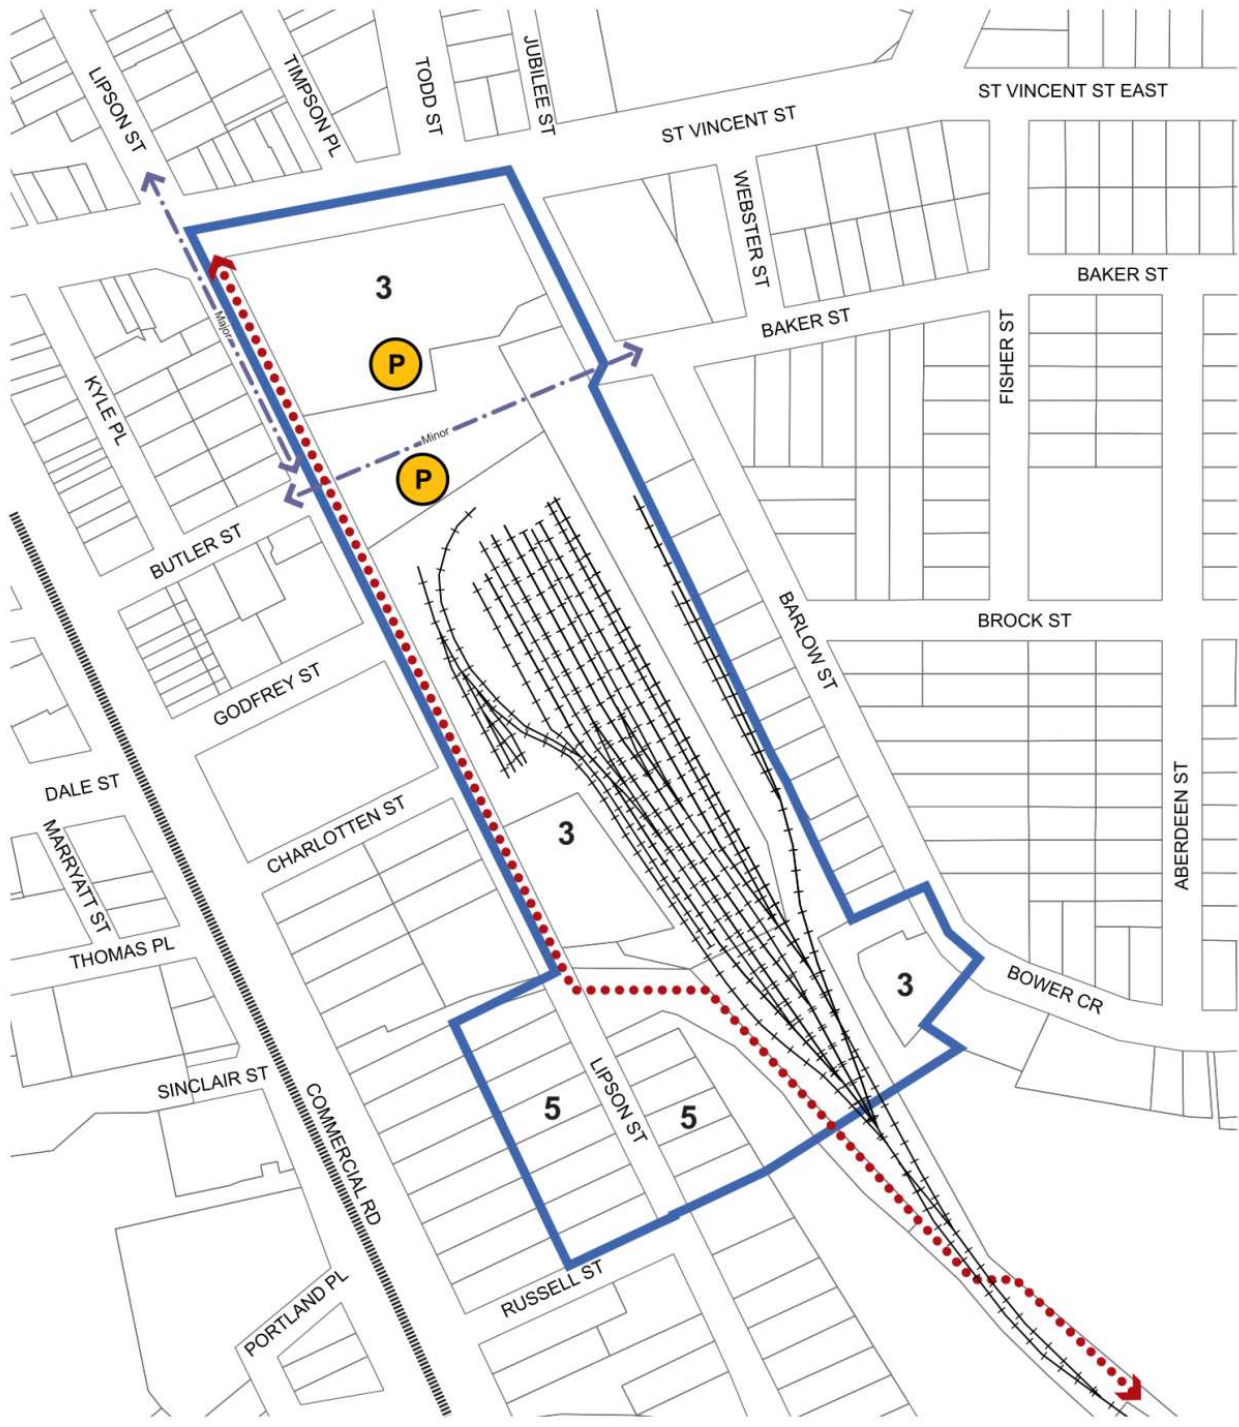 LIPSON ST
TIMPSON PL
TODD ST
JUBILEE ST
ST VINCENT ST
ST VINCENT ST EAST
WEBSTER ST
BAKER ST
3
Major
BAKER ST
FISHER ST
P
KYLE PL
Minor
P
BUTLER ST
BARLOW ST
BROCK ST
GODFREY ST
DALE ST
CHARLOTTEN ST
3
ABERDEEN ST
MARRYATT ST
THOMAS PL
3
BOWER CR
SINCLAIR ST
COMMERCIAL RD
5
LIPSON ST
5
RUSSELL ST
PORTLAND PL